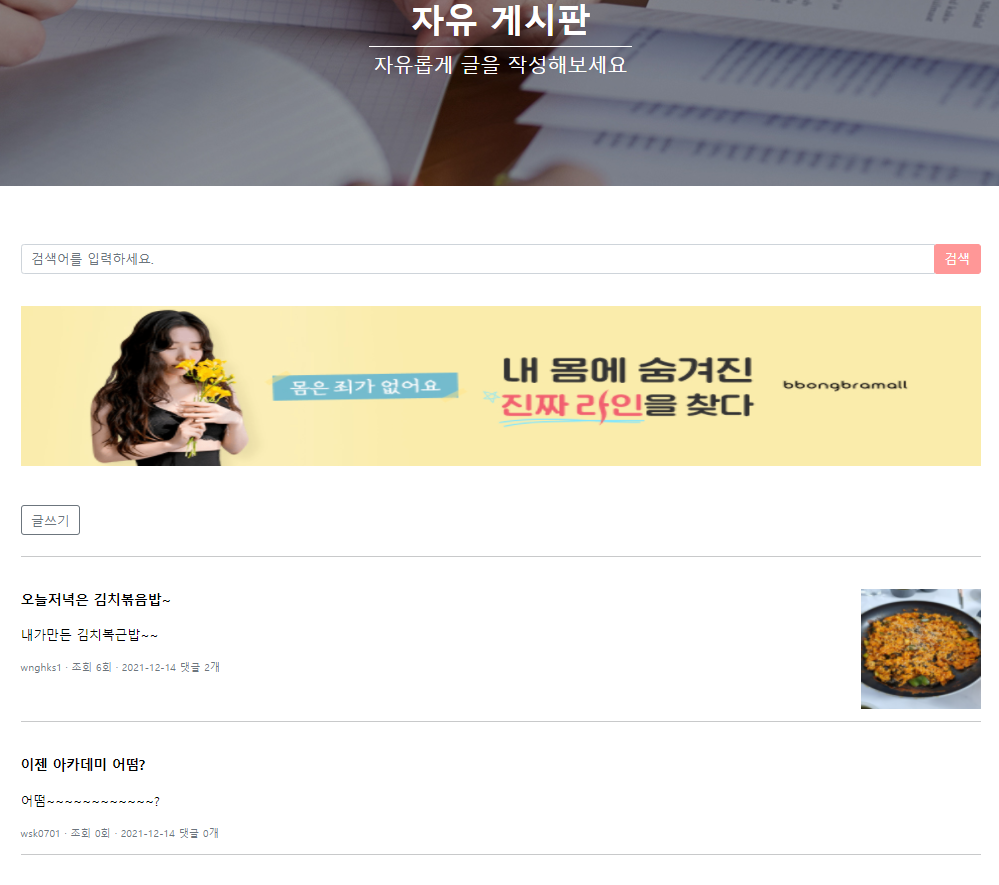 자유 게시판
자유롭게 글을 작성해보세요
검색어를 입력하세요.
검색
몸은 죄가 없어요
내 몸에 숨겨진
진짜 라인을 찾다
bbongbramall
글쓰기
오늘저녁은 김치볶음밥~
내가만든 김치복근밥~~
wnghks1 · 조회 6회 · 2021-12-14 댓글 2개
이젠 아카데미 어떰?
어떰~~~~~~~~~~~~?
wsk0701 · 조회 0회 · 2021-12-14 댓글 0개